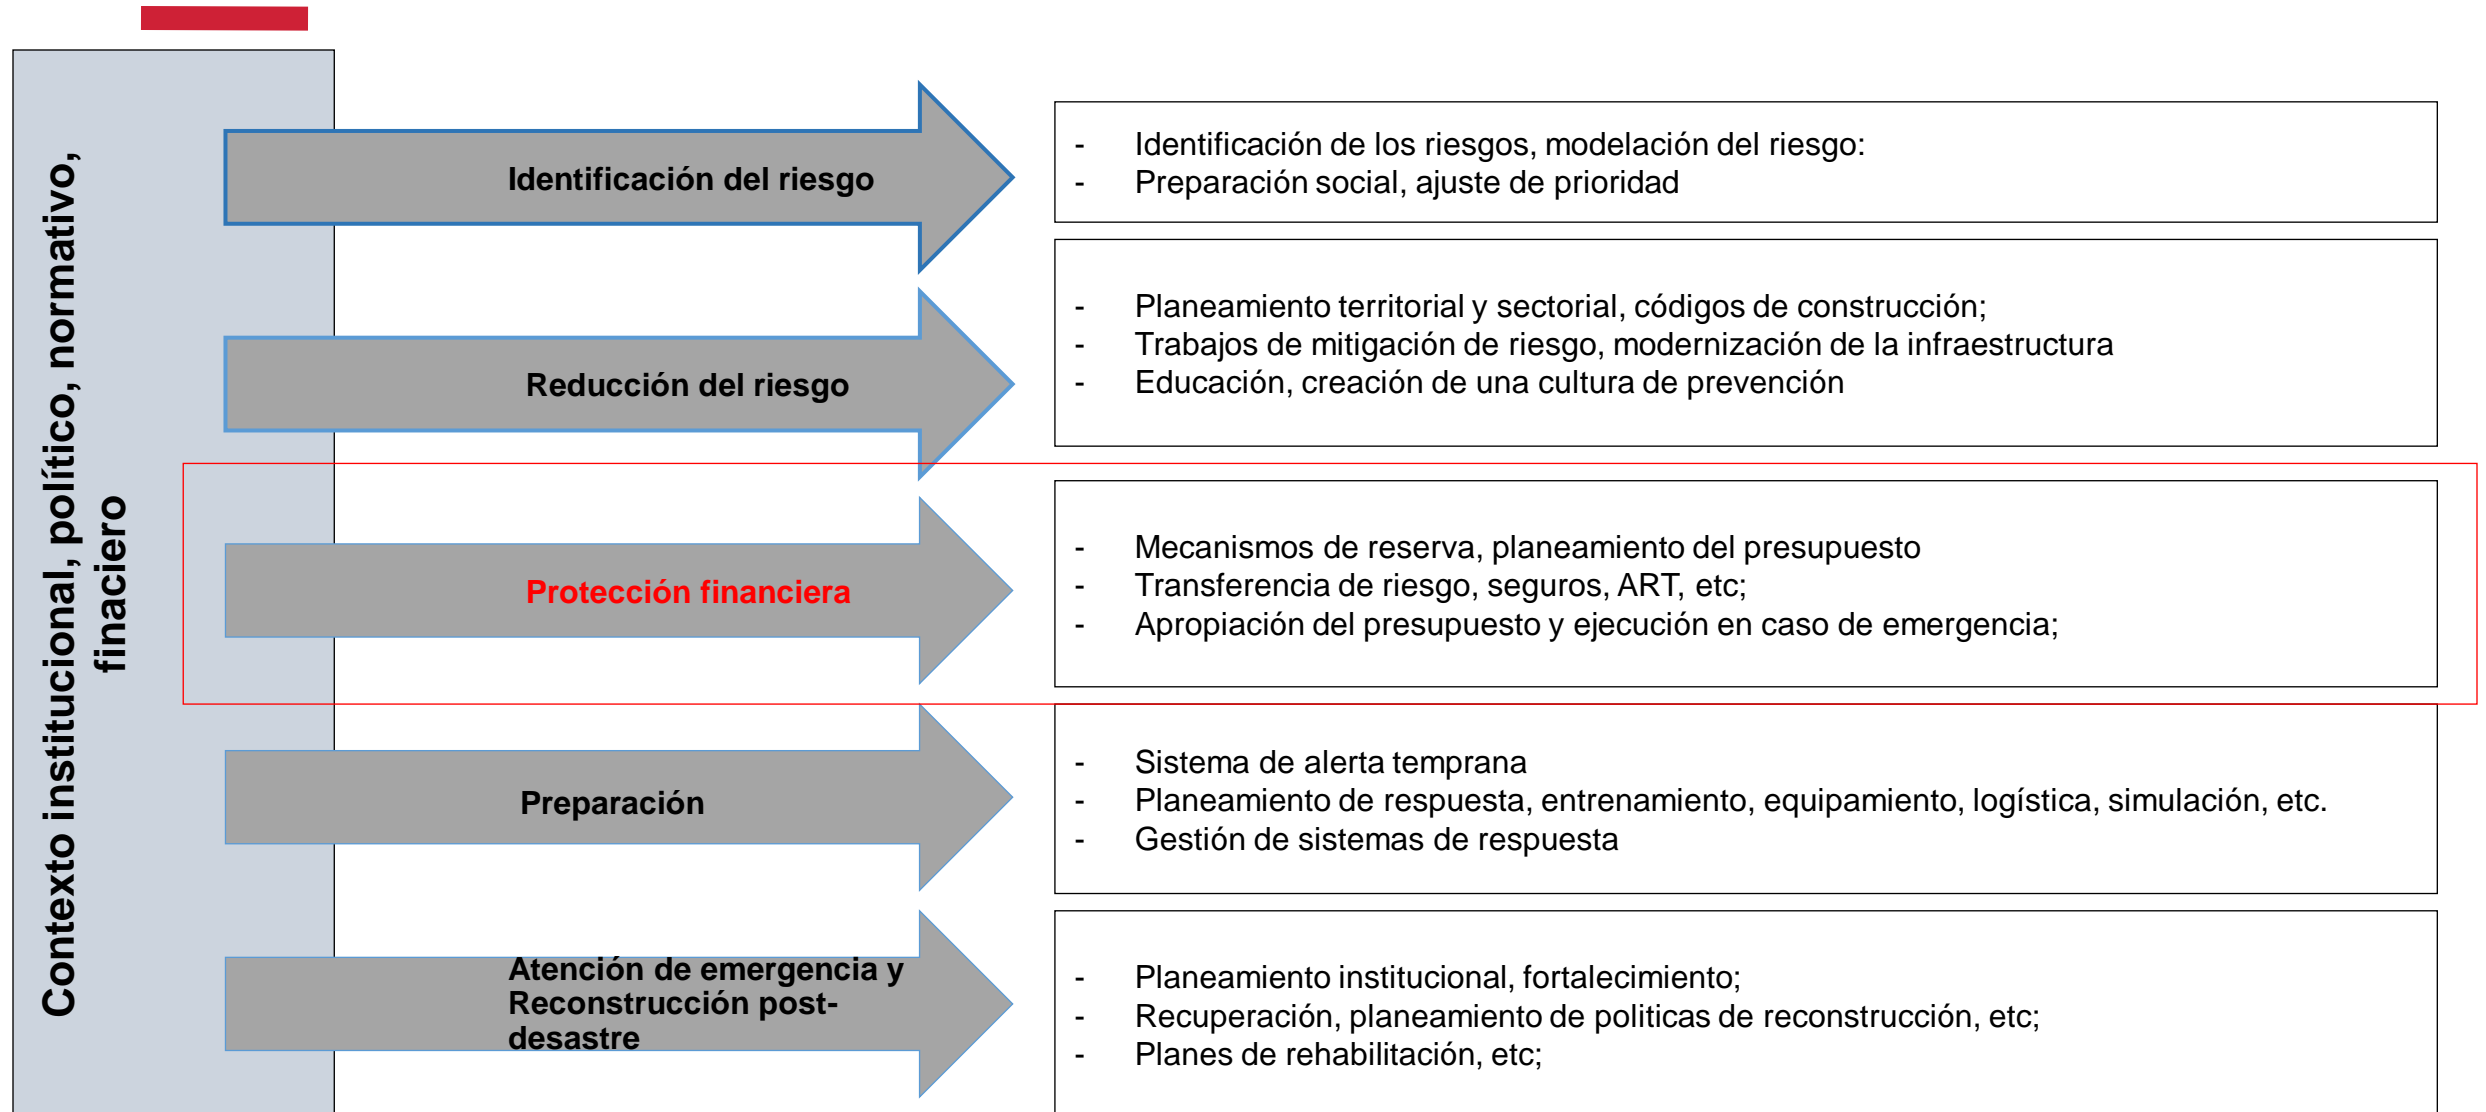 Contexto institucional, político, normativo,
finaciero
Identificación del riesgo
- Identificación de los riesgos, modelación del riesgo:
- Preparación social, ajuste de prioridad
Reducción del riesgo
- Planeamiento territorial y sectorial, códigos de construcción;
- Trabajos de mitigación de riesgo, modernización de la infraestructura
- Educación, creación de una cultura de prevención
Protección financiera
- Mecanismos de reserva, planeamiento del presupuesto
- Transferencia de riesgo, seguros, ART, etc;
- Apropiación del presupuesto y ejecución en caso de emergencia;
Preparación
- Sistema de alerta temprana
- Planeamiento de respuesta, entrenamiento, equipamiento, logística, simulación, etc.
- Gestión de sistemas de respuesta
Atención de emergencia y
Reconstrucción post-
desastre
- Planeamiento institucional, fortalecimiento;
- Recuperación, planeamiento de politicas de reconstrucción, etc;
- Planes de rehabilitación, etc;